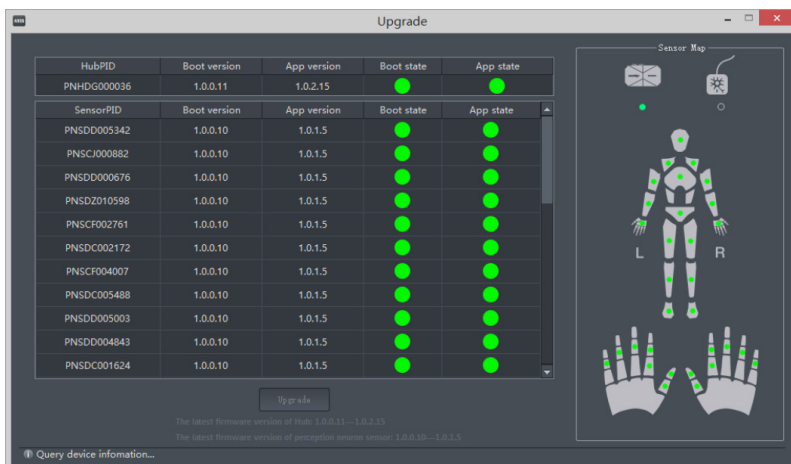 Upgrade
Sensor Map
HubPID Boot version App version Boot state App state
PNHDG000036 1.0.0.11 1.0.2.15
SensorPID Boot version App version Boot state App state
PNSDD005342 1.0.0.10 1.0.1.5
PNSCJ000882 1.0.0.10 1.0.1.5
PNSDD000676 1.0.0.10 1.0.1.5
PNSDZ010598 1.0.0.10 1.0.1.5
PNSCF002761 1.0.0.10 1.0.1.5
PNSDC002172 1.0.0.10 1.0.1.5
PNSCF004007 1.0.0.10 1.0.1.5
PNSDC005488 1.0.0.10 1.0.1.5
PNSDD005003 1.0.0.10 1.0.1.5
PNSDD004843 1.0.0.10 1.0.1.5
PNSDC001624 1.0.0.10 1.0.1.5
L R
Upgrade
The latest firmware version of Hub: 1.0.0.11---1.0.2.15
The latest firmware version of perception neuron sensor: 1.0.0.10---1.0.1.5
Query device infomation...